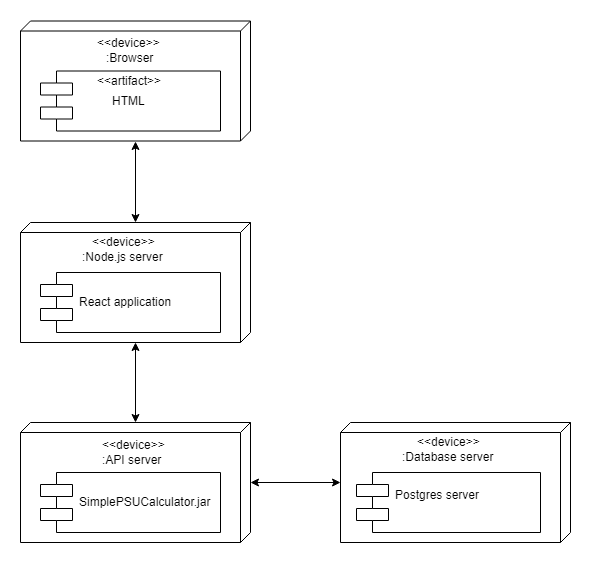 <<device>>
:Browser
<<artifact>>
HTML
<<device>>
:Node.js server
React application
<<device>>
:API server
SimplePSUCalculator.jar
<<device>>
:Database server
Postgres server